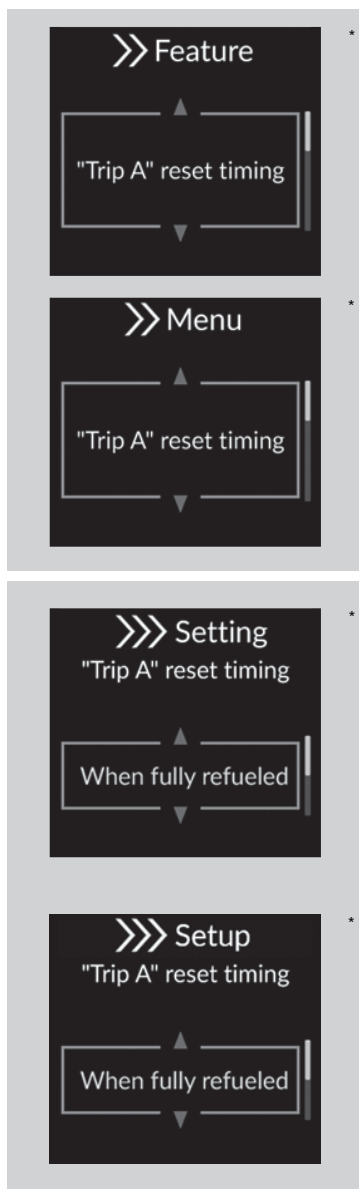 Feature
*
"Trip A" reset timing
Menu
*
"Trip A" reset timing
Setting
*
"Trip A" reset timing
When fully refueled
Setup
*
"Trip A" reset timing
When fully refueled